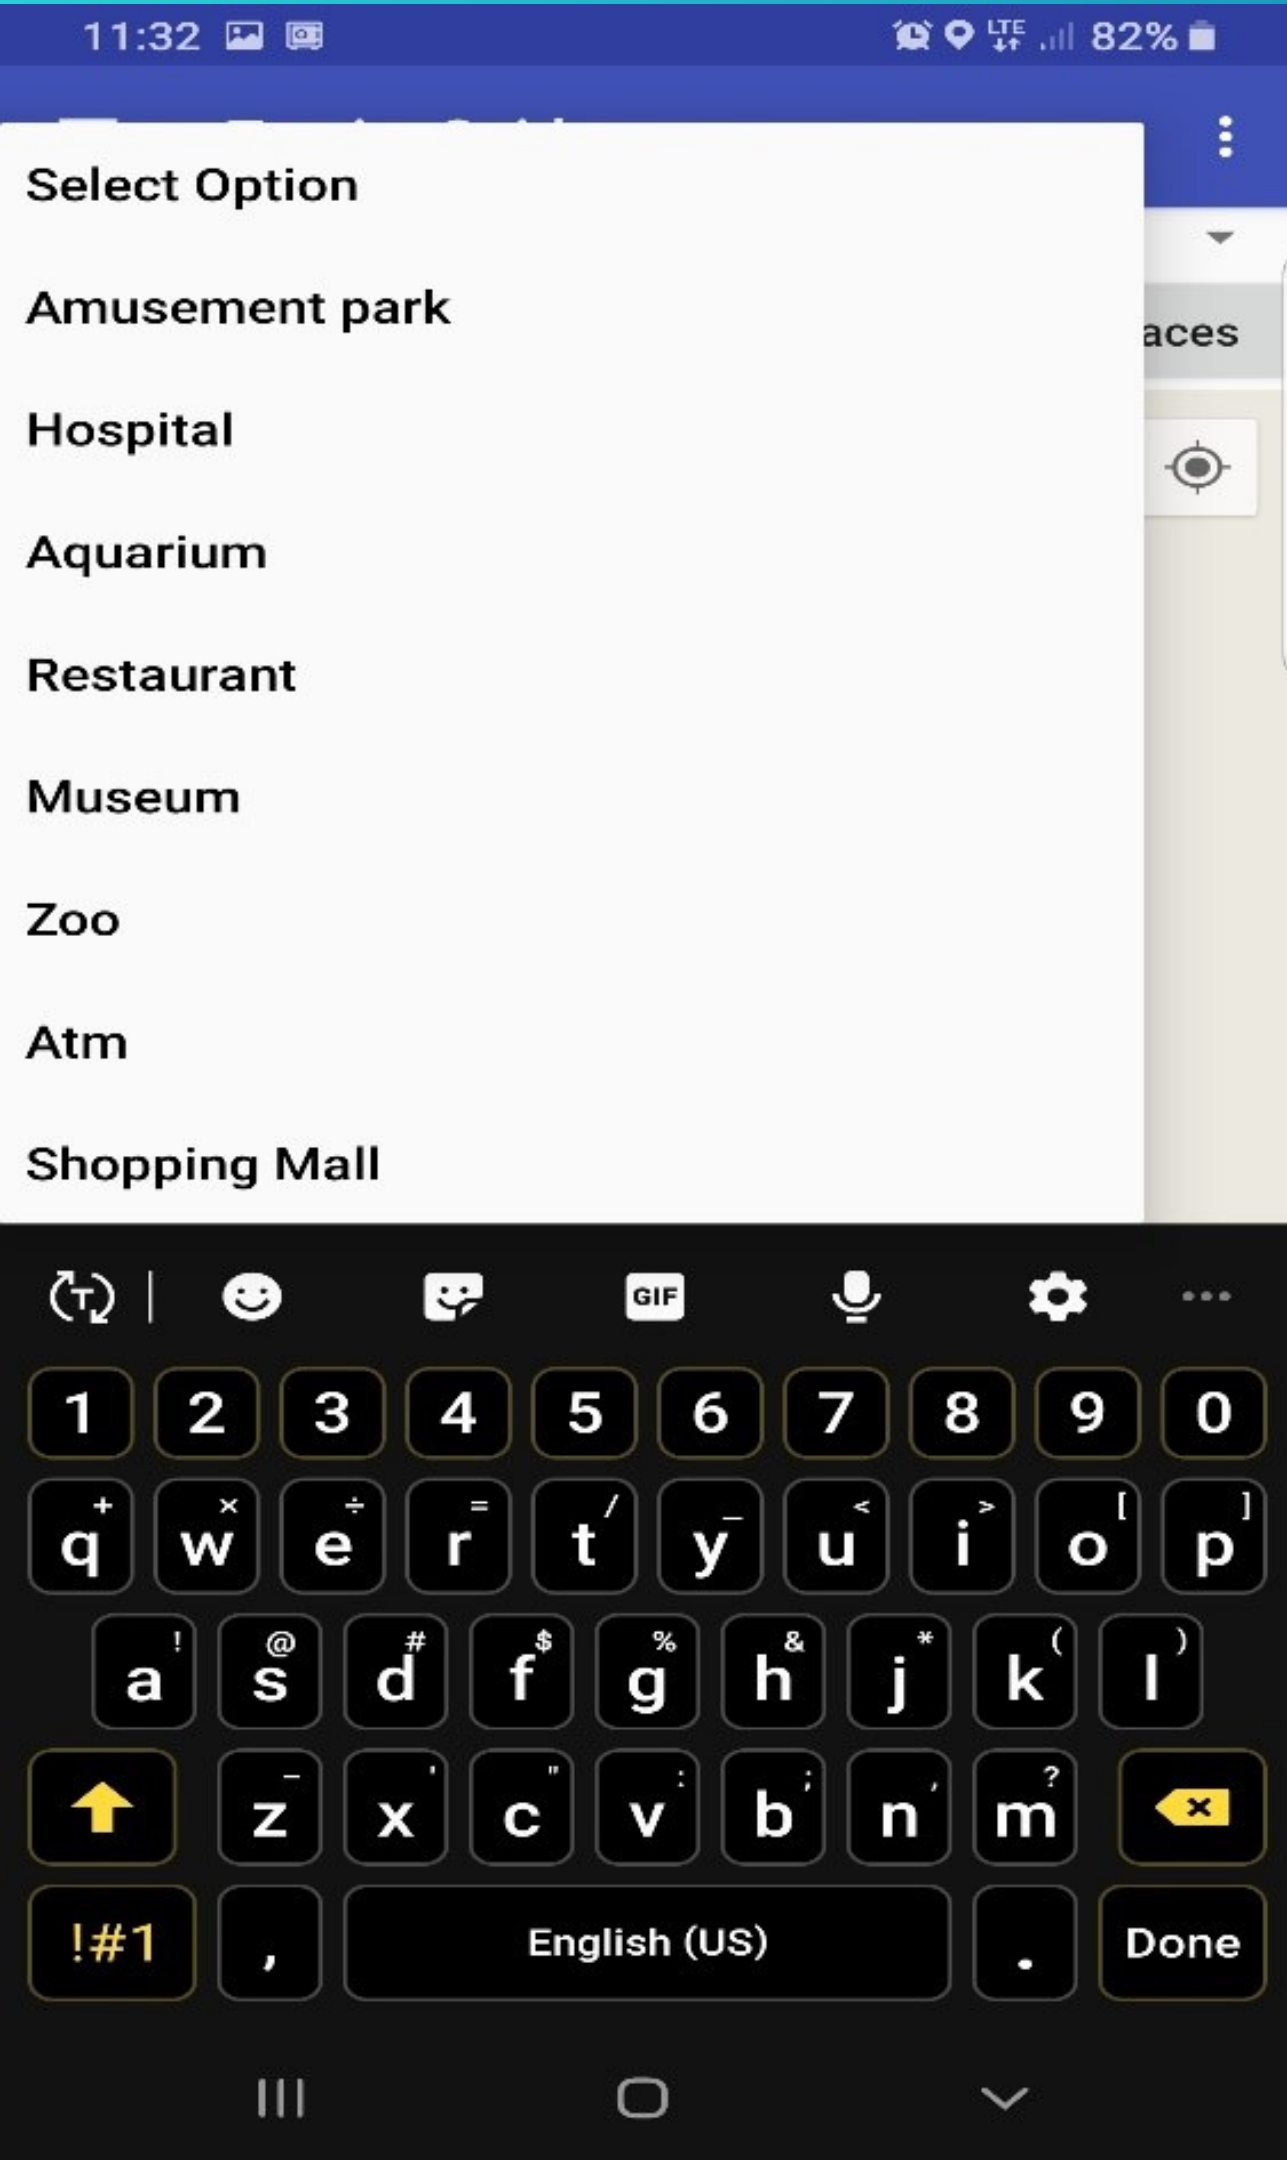 11:32 LTE 82%
Select Option
Amusement park
aces
Hospital
Aquarium
Restaurant
Museum
Zoo
Atm
Shopping Mall
T GIF
1 2 3 4 5 6 7 8 9 0
+ × ÷ = / _ < > [ ]
q w e r t y u i o p
! @ # $ % & * ( )
a s d f g h j k l
- ' " : ; , ?
z x c v b n m
!#1 , English (US) . Done